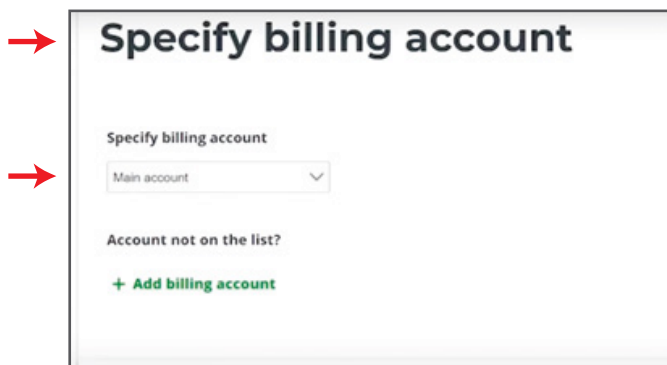 Specify billing account
Specify billing account
Main account
Account not on the list?
+ Add billing account